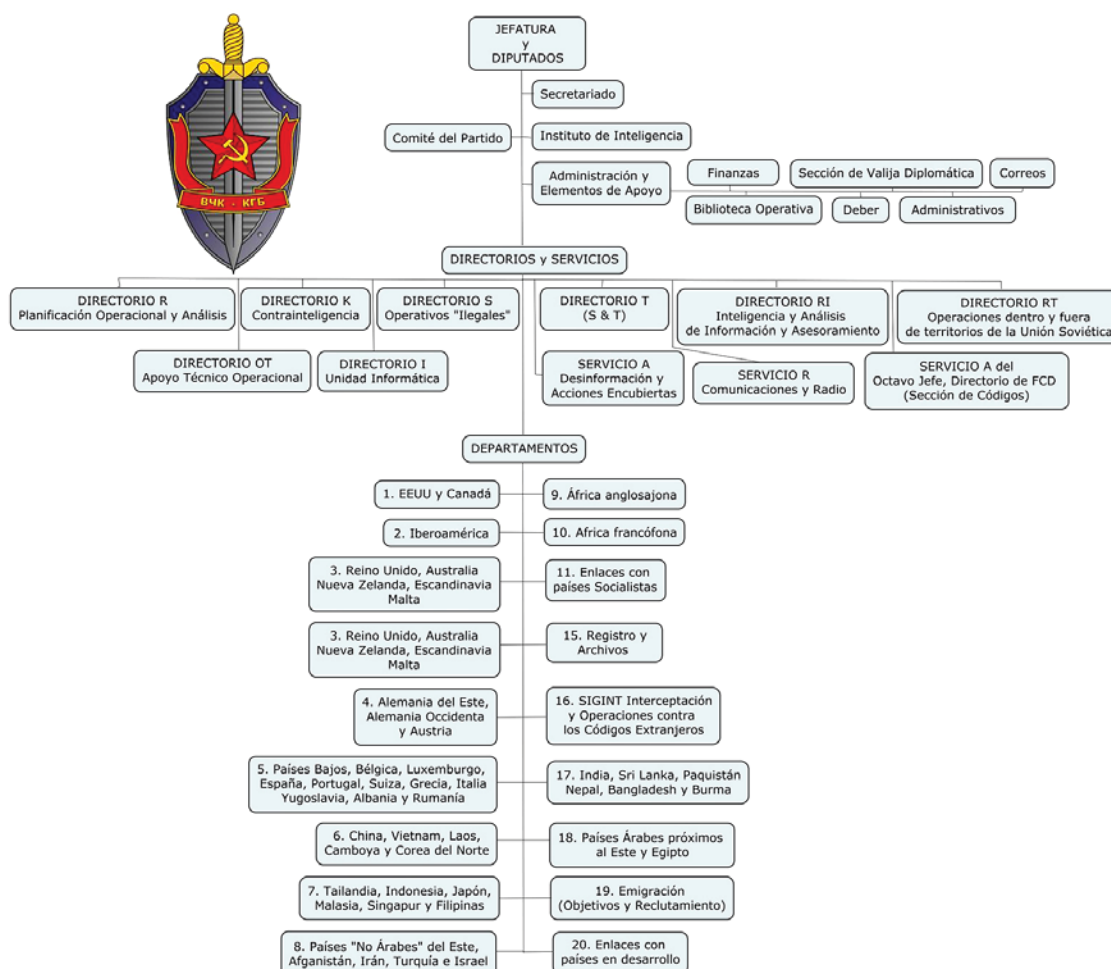 JEFATURA
y
DIPUTADOS
Secretariado
Comité del Partido
Instituto de Inteligencia
Administración y
Elementos de Apoyo
Finanzas
Sección de Valija Diplomática
Correos
Biblioteca Operativa
Deber
Administrativos
ВЧК - КГБ
DIRECTORIOS y SERVICIOS
DIRECTORIO R
Planificación Operacional y Análisis
DIRECTORIO K
Contrainteligencia
DIRECTORIO S
Operativos "Ilegales"
DIRECTORIO T
(S & T)
DIRECTORIO RI
Inteligencia y Análisis
de Información y Asesoramiento
DIRECTORIO RT
Operaciones dentro y fuera
de territorios de la Unión Soviética
DIRECTORIO OT
Apoyo Técnico Operacional
DIRECTORIO I
Unidad Informática
SERVICIO A
Desinformación y
Acciones Encubiertas
SERVICIO R
Comunicaciones y Radio
SERVICIO A del
Octavo Jefe, Directorio de FCD
(Sección de Códigos)
DEPARTAMENTOS
1. EEUU y Canadá
9. África anglosajona
2. Iberoamérica
10. Africa francófona
3. Reino Unido, Australia
Nueva Zelanda, Escandinavia
Malta
11. Enlaces con
países Socialistas
3. Reino Unido, Australia
Nueva Zelanda, Escandinavia
Malta
15. Registro y
Archivos
4. Alemania del Este,
Alemania Occidenta
y Austria
16. SIGINT Interceptación
y Operaciones contra
los Códigos Extranjeros
5. Países Bajos, Bélgica, Luxemburgo,
España, Portugal, Suiza, Grecia, Italia
Yugoslavia, Albania y Rumanía
17. India, Sri Lanka, Paquistán
Nepal, Bangladesh y Burma
6. China, Vietnam, Laos,
Camboya y Corea del Norte
18. Países Árabes próximos
al Este y Egipto
7. Tailandia, Indonesia, Japón,
Malasia, Singapur y Filipinas
19. Emigración
(Objetivos y Reclutamiento)
8. Países "No Árabes" del Este,
Afganistán, Irán, Turquía e Israel
20. Enlaces con
países en desarrollo